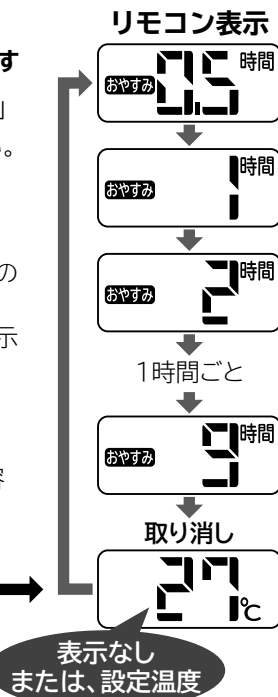 リモコン表示
す
おやすみ 0.5 時間
」
。
おやすみ 1 時間
の
おやすみ 2 時間
示
1時間ごと
おやすみ 9 時間
取り消し
27℃
表示なし
または、設定温度